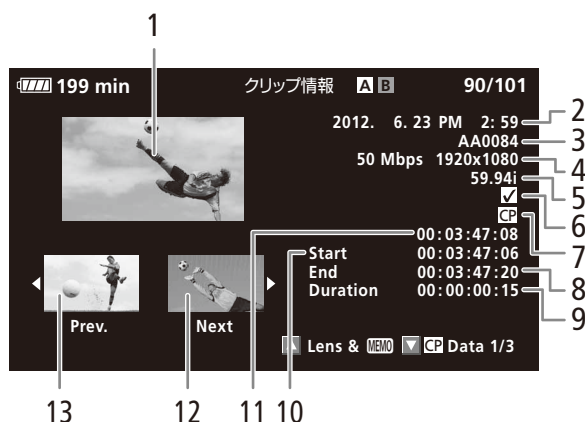 1
199 min クリップ情報 A B 90/101
2012. 6. 23 PM 2: 59
AA0084
50 Mbps 1920x1080
59.94i
CP
00:03:47:08
Start 00:03:47:06
End 00:03:47:20
Duration 00:00:00:15
Prev. Next
Lens & MEMO CP Data 1/3
2
3
4
5
6
7
8
9
13 12 11 10